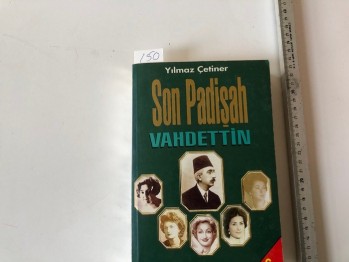 150
Yılmaz Çetiner
Son Padişah
VAHDETTİN